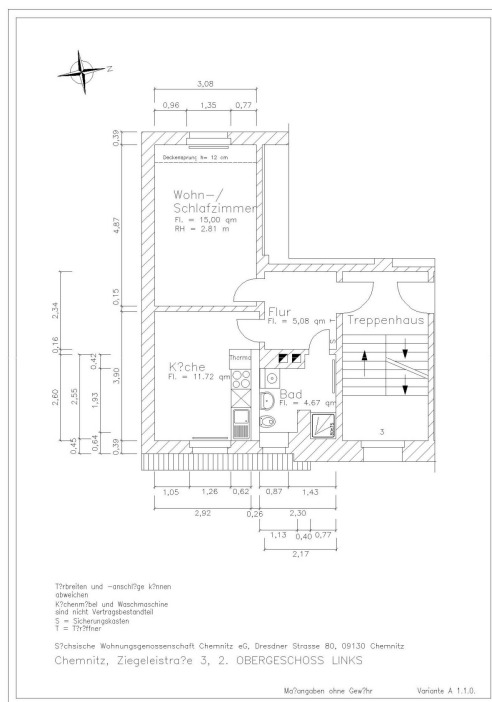 N
3,08
0,96 1,35 0,77
0,39
Deckensprung h= 12 cm
Wohn-/
Schlafzimmer
Fl. = 15,00 qm
RH = 2.81 m
4,87
2,34
0,15
Flur
Fl. = 5,08 qm
T
S
Treppenhaus
0,16
K?che
Fl. = 11.72 qm
Therme
0,42
3,90
2,60
2,55
1,93
Bad
Fl. = 4.67 qm
3
0,45
0,64
0,39
1,05 1,26 0,62 0,87 1,43
2,92 0,26 2,30
1,13 0,40 0,77
2,17
T?rbreiten und -anschl?ge k?nnen
abweichen
K?chenm?bel und Waschmaschine
sind nicht Vertragsbestandteil
S = Sicherungskasten
T = T?r?ffner
S?chsische Wohnungsgenossenschaft Chemnitz eG, Dresdner Strasse 80, 09130 Chemnitz
Chemnitz, Ziegeleistra?e 3, 2. OBERGESCHOSS LINKS
Ma?angaben ohne Gew?hr Variante A 1.1.0.